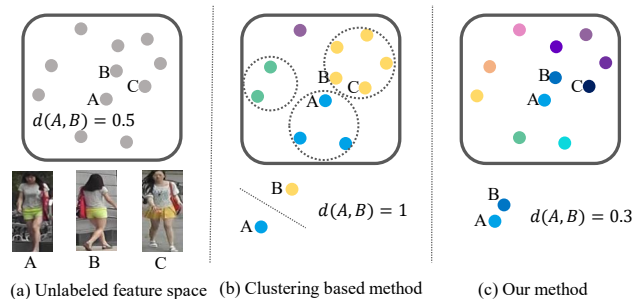 B
C
A
d(A, B) = 0.5
A
B
C
(a) Unlabeled feature space
B
C
A
B
A
d(A, B) = 1
(b) Clustering based method
B
C
A
A
B
d(A, B) = 0.3
(c) Our method